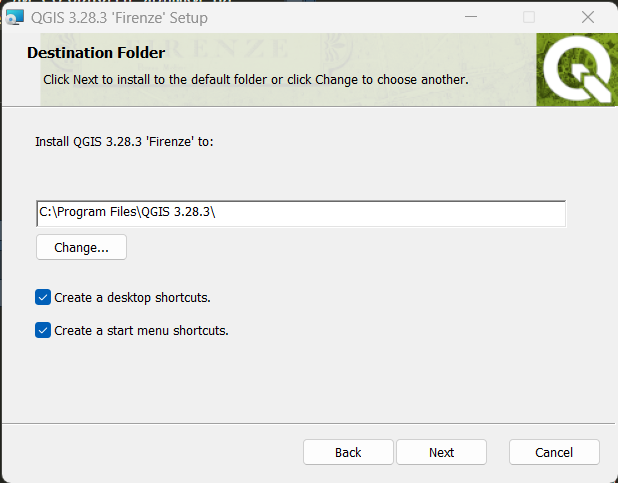 QGIS 3.28.3 'Firenze' Setup
FIRENZE
Destination Folder
Click Next to install to the default folder or click Change to choose another.
Install QGIS 3.28.3 'Firenze' to:
C:\Program Files\QGIS 3.28.3\
Change...
Create a desktop shortcuts.
Create a start menu shortcuts.
Back
Next
Cancel